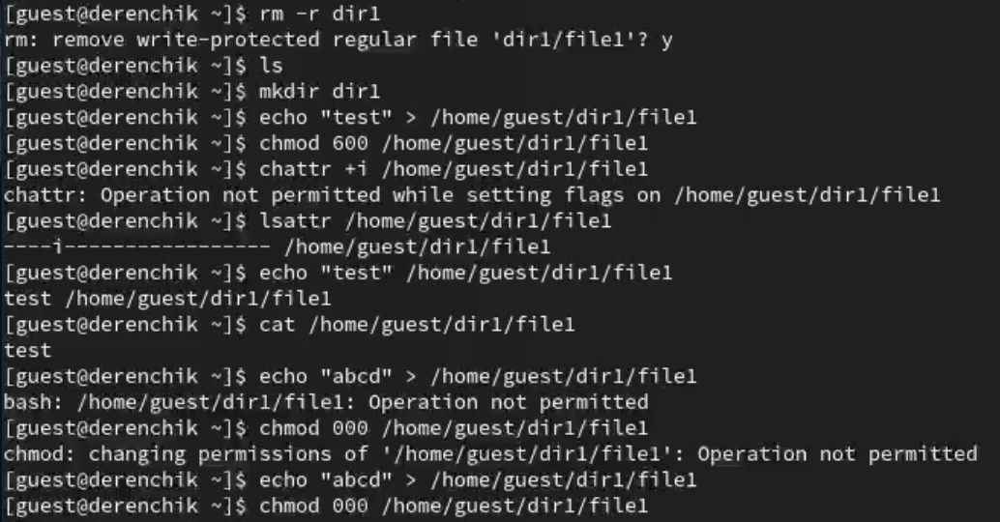 [guest@derenchik ~]$ rm -r dir1
rm: remove write-protected regular file 'dir1/file1'? y
[guest@derenchik ~]$ ls
[guest@derenchik ~]$ mkdir dir1
[guest@derenchik ~]$ echo "test" > /home/guest/dir1/file1
[guest@derenchik ~]$ chmod 600 /home/guest/dir1/file1
[guest@derenchik ~]$ chattr +i /home/guest/dir1/file1
chattr: Operation not permitted while setting flags on /home/guest/dir1/file1
[guest@derenchik ~]$ lsattr /home/guest/dir1/file1
----i----------------- /home/guest/dir1/file1
[guest@derenchik ~]$ echo "test" /home/guest/dir1/file1
test /home/guest/dir1/file1
[guest@derenchik ~]$ cat /home/guest/dir1/file1
test
[guest@derenchik ~]$ echo "abcd" > /home/guest/dir1/file1
bash: /home/guest/dir1/file1: Operation not permitted
[guest@derenchik ~]$ chmod 000 /home/guest/dir1/file1
chmod: changing permissions of '/home/guest/dir1/file1': Operation not permitted
[guest@derenchik ~]$ echo "abcd" > /home/guest/dir1/file1
[guest@derenchik ~]$ chmod 000 /home/guest/dir1/file1